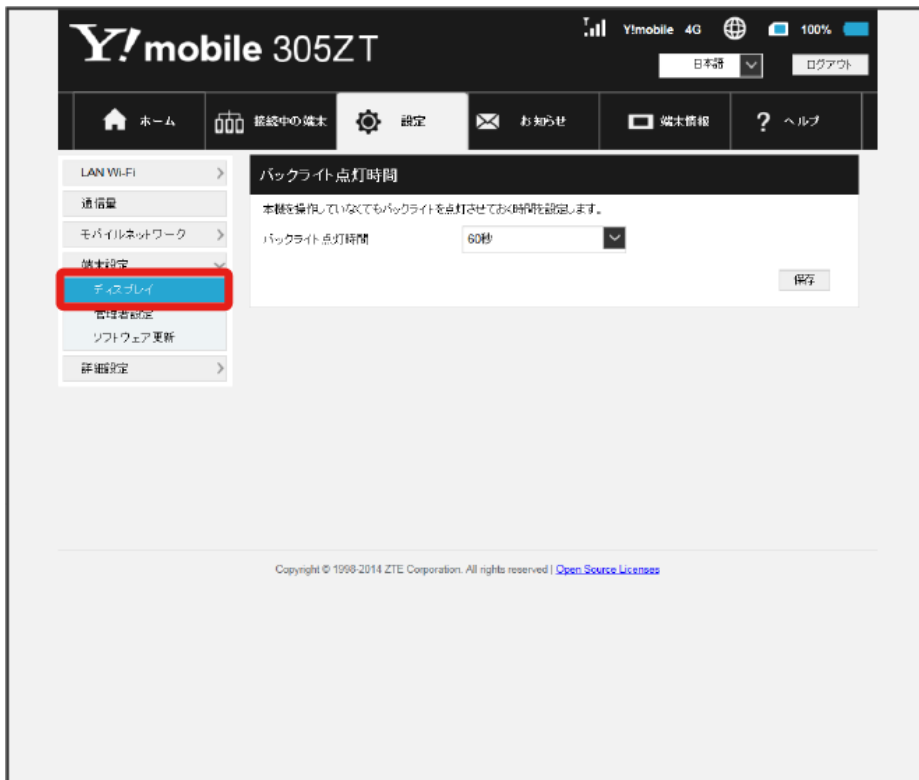 Y!mobile 305ZT
Y!mobile 4G 100%
日本語 ログアウト
ホーム 接続中の端末 設定 お知らせ 端末情報 ? ヘルプ
LAN Wi-Fi
通信量
モバイルネットワーク
端末設定
ディスプレイ
管理者設定
ソフトウェア更新
詳細設定
バックライト点灯時間
本機を操作していなくてもバックライトを点灯させておく時間を設定します。
バックライト点灯時間 60秒
保存
Copyright © 1998-2014 ZTE Corporation. All rights reserved | Open Source Licenses